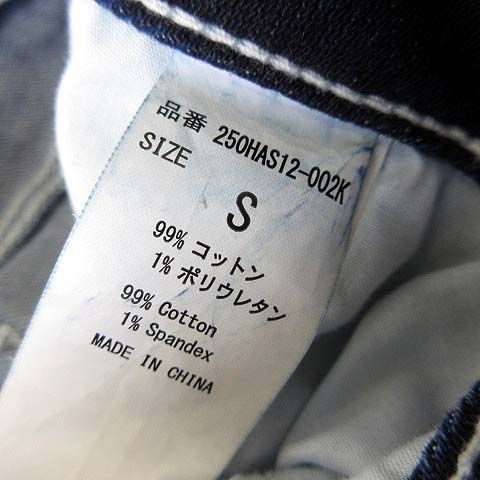 品番 250HAS12-002K
SIZE
S
99% コットン
1% ポリウレタン
99% Cotton
1% Spandex
MADE IN CHINA